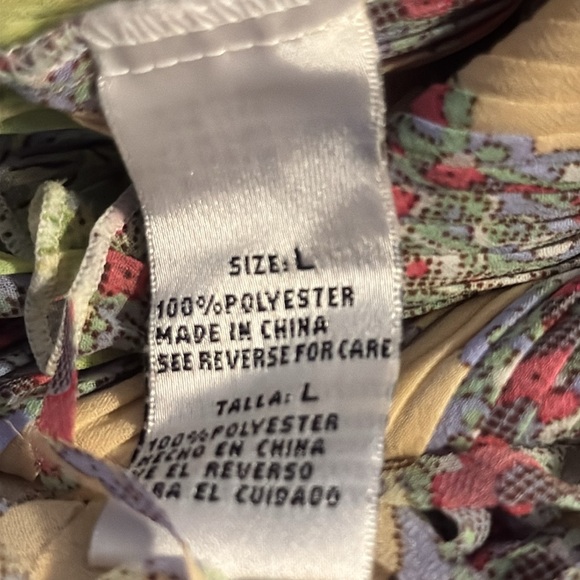 SIZE: L
100% POLYESTER
MADE IN CHINA
SEE REVERSE FOR CARE
TALLA: L
100% POLYESTER
HECHO EN CHINA
EL REVERSO
EL CUIDADO